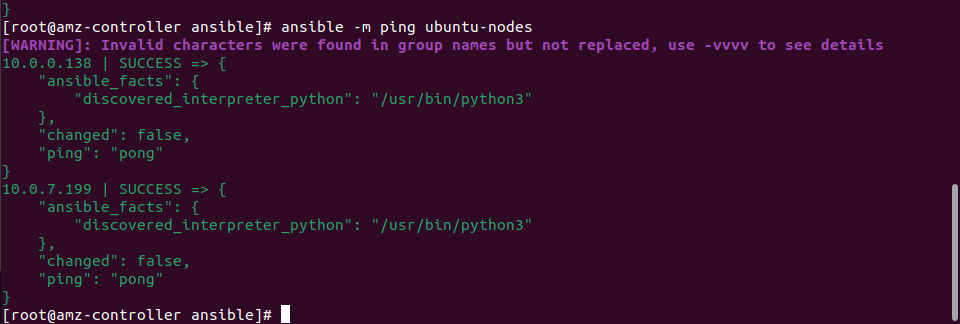 }
[root@amz-controller ansible]# ansible -m ping ubuntu-nodes
[WARNING]: Invalid characters were found in group names but not replaced, use -vvvv to see details
10.0.0.138 | SUCCESS => {
    "ansible_facts": {
        "discovered_interpreter_python": "/usr/bin/python3"
    },
    "changed": false,
    "ping": "pong"
}
10.0.7.199 | SUCCESS => {
    "ansible_facts": {
        "discovered_interpreter_python": "/usr/bin/python3"
    },
    "changed": false,
    "ping": "pong"
}
[root@amz-controller ansible]#